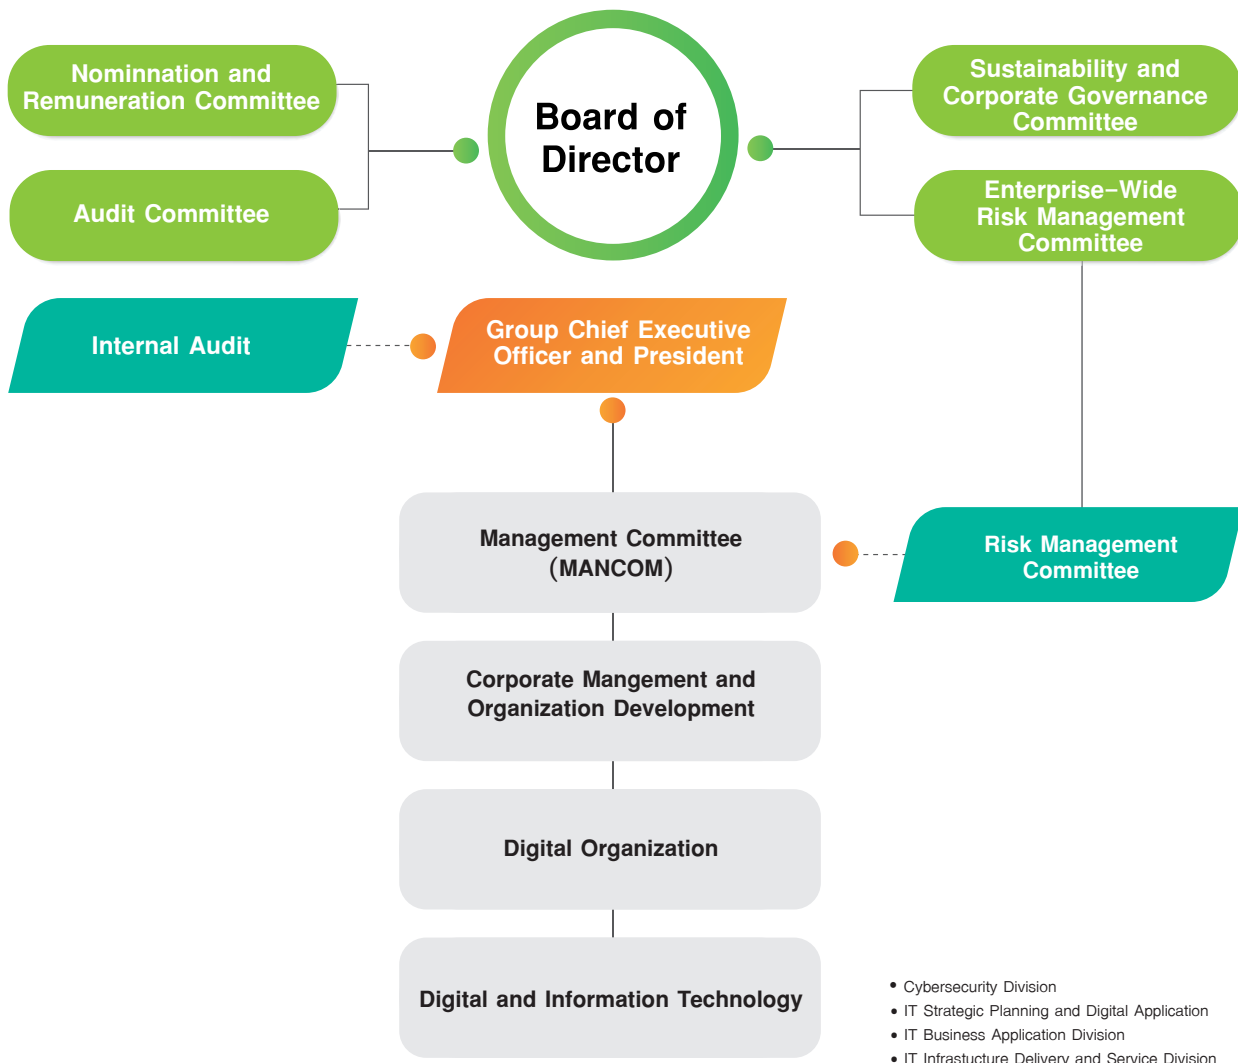 Nominnation and
Remuneration Committee
Audit Committee
Board of
Director
Sustainability and
Corporate Governance
Committee
Enterprise-Wide
Risk Management
Committee
Internal Audit
Group Chief Executive
Officer and President
Management Committee
(MANCOM)
Risk Management
Committee
Corporate Mangement and
Organization Development
Digital Organization
Digital and Information Technology
• Cybersecurity Division
• IT Strategic Planning and Digital Application
• IT Business Application Division
• IT Infrastucture Delivery and Service Division